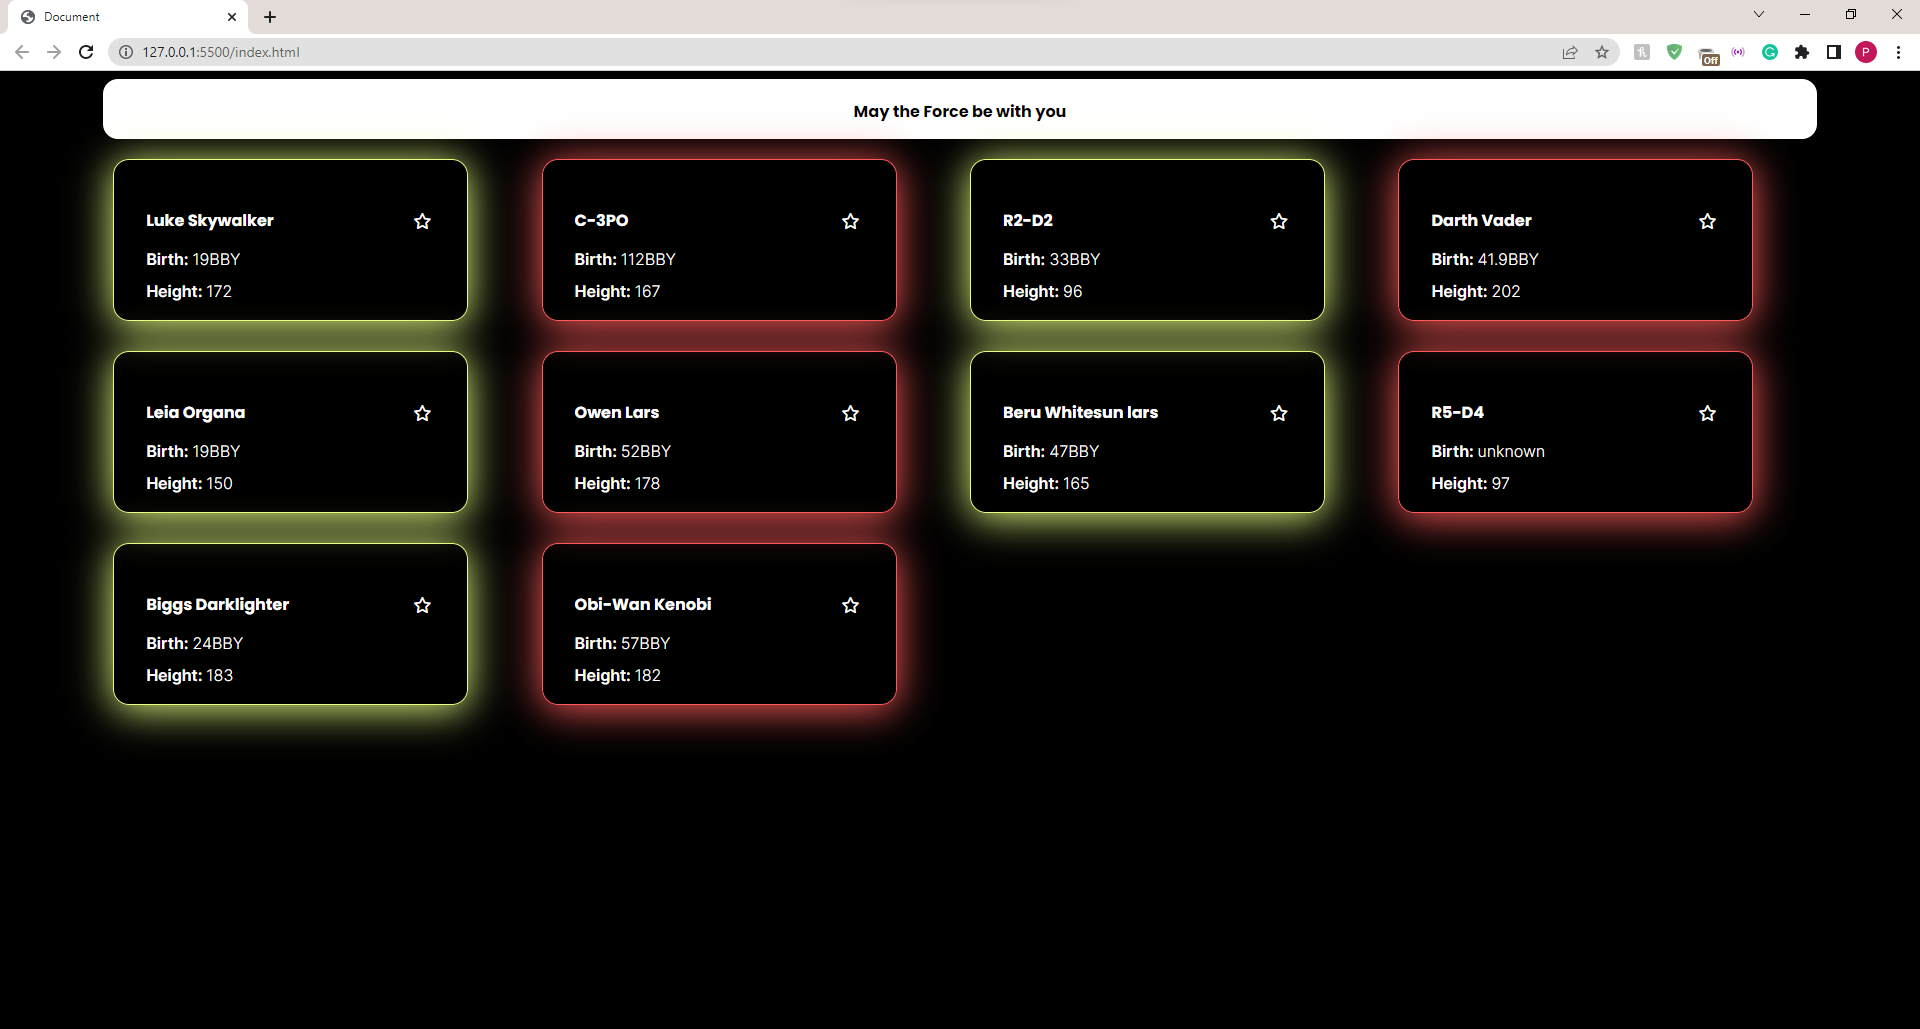 Document
127.0.0.1:5500/index.html
Off
P
May the Force be with you
Luke Skywalker
Birth: 19BBY
Height: 172
C-3PO
Birth: 112BBY
Height: 167
R2-D2
Birth: 33BBY
Height: 96
Darth Vader
Birth: 41.9BBY
Height: 202
Leia Organa
Birth: 19BBY
Height: 150
Owen Lars
Birth: 52BBY
Height: 178
Beru Whitesun lars
Birth: 47BBY
Height: 165
R5-D4
Birth: unknown
Height: 97
Biggs Darklighter
Birth: 24BBY
Height: 183
Obi-Wan Kenobi
Birth: 57BBY
Height: 182